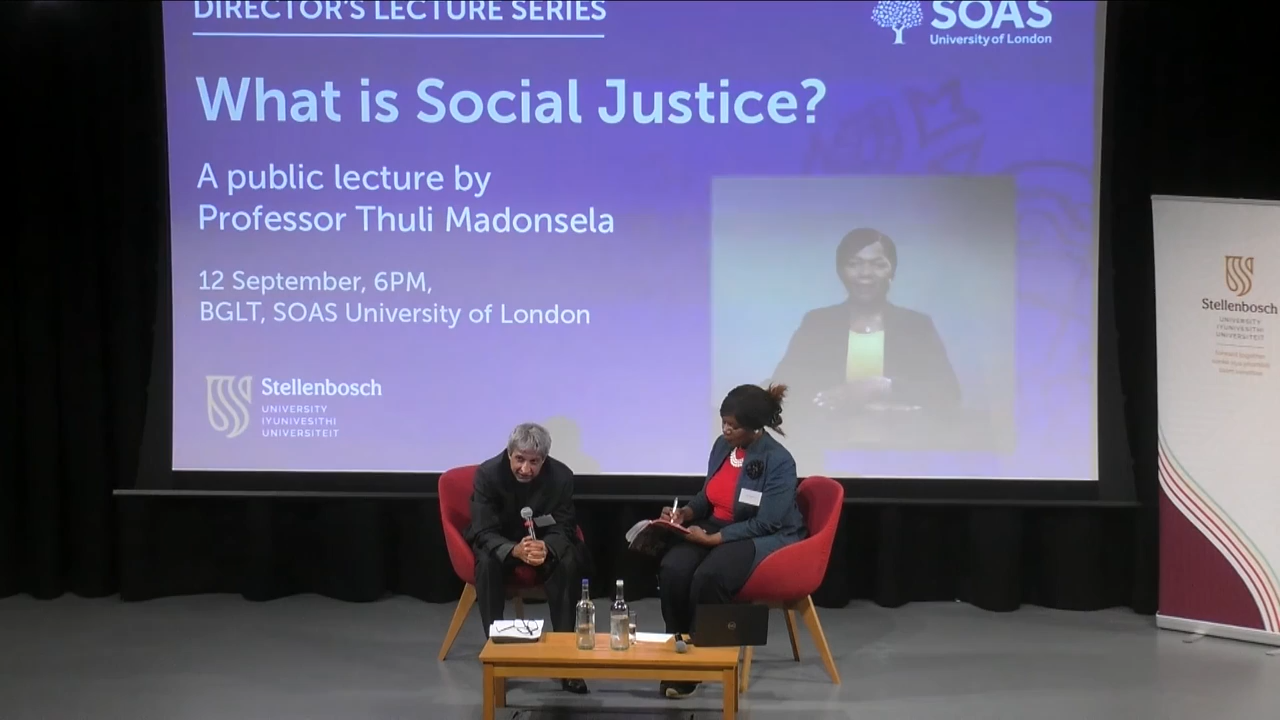 DIRECTOR'S LECTURE SERIES
SOAS
University of London
What is Social Justice?
A public lecture by
Professor Thuli Madonsela
12 September, 6PM,
BGLT, SOAS University of London
Stellenbosch
UNIVERSITY
IYUNIVESITHI
UNIVERSITEIT
Stellenbosch
UNIVERSITY
IYUNIVESITHI
UNIVERSITEIT